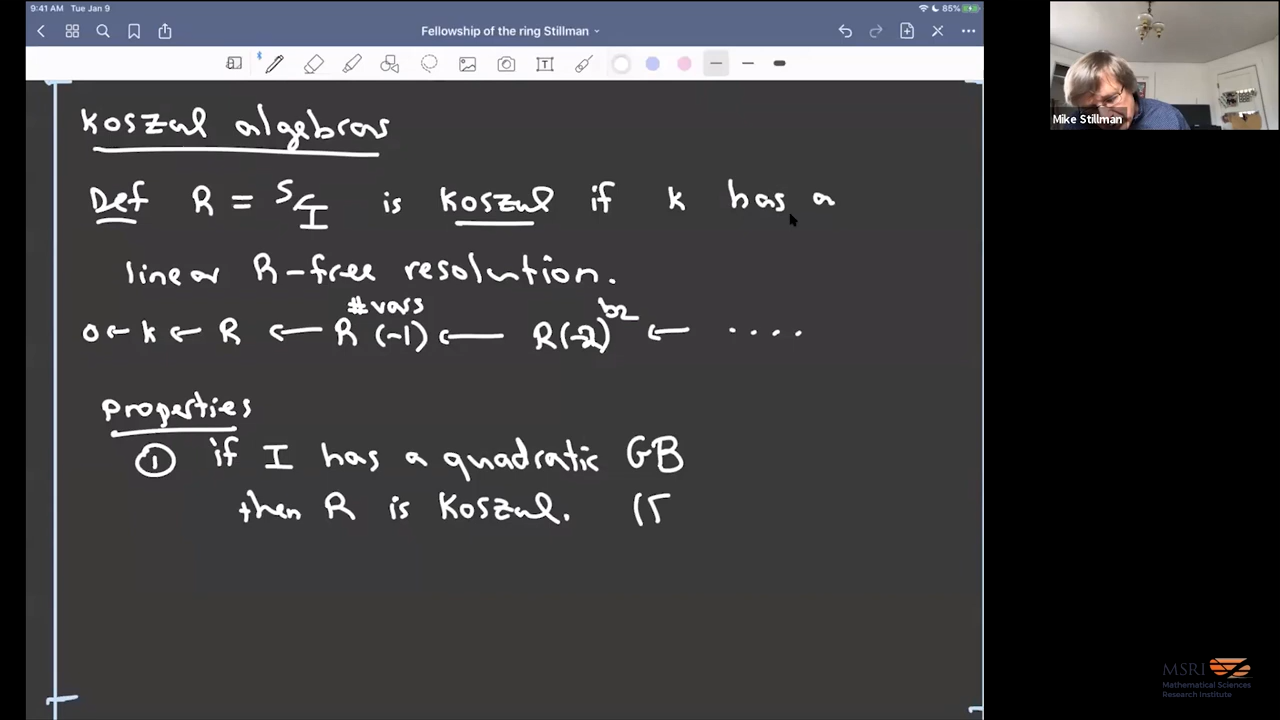 9:41 AM Tue Jan 9
85%
Fellowship of the ring Stillman
Koszul algebras
Def R = S/I is Koszul if k has a
linear R-free resolution.
0 ← k ← R ← R(-1)^#vars ← R(-2)^b2 ← ....
Properties
① if I has a quadratic GB
then R is Koszul. (
Mike Stillman
MSRI
Mathematical Sciences
Research Institute